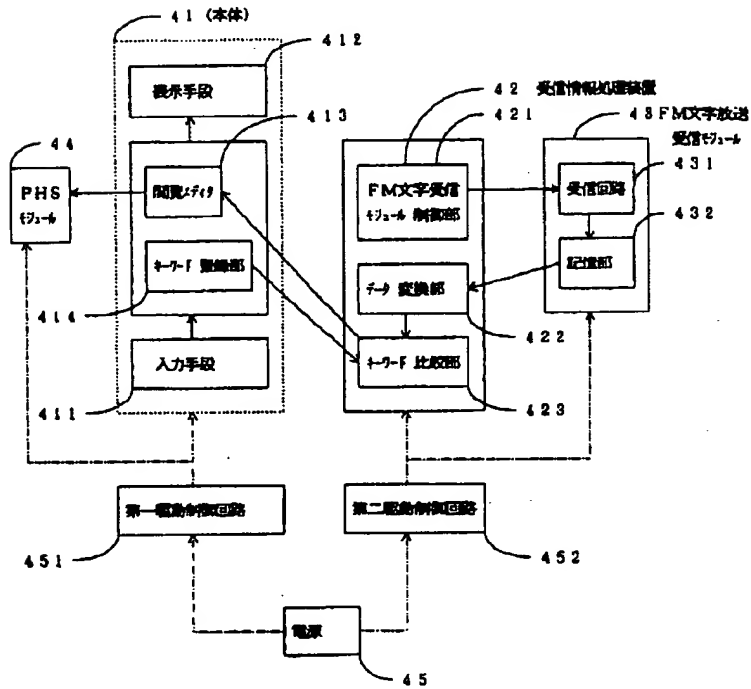 41 (本体)
412
表示手段
413
42 受信情報処理装置
421
43 FM文字放送
受信モジュール
431
44
PHS
モジュール
閲覧エディタ
FM文字受信
モジュール 制御部
受信回路
432
キーワード 登録部
データ 変換部
記憶部
414
422
入力手段
キーワード 比較部
411
423
第一駆動制御回路
第二駆動制御回路
451
452
電源
45